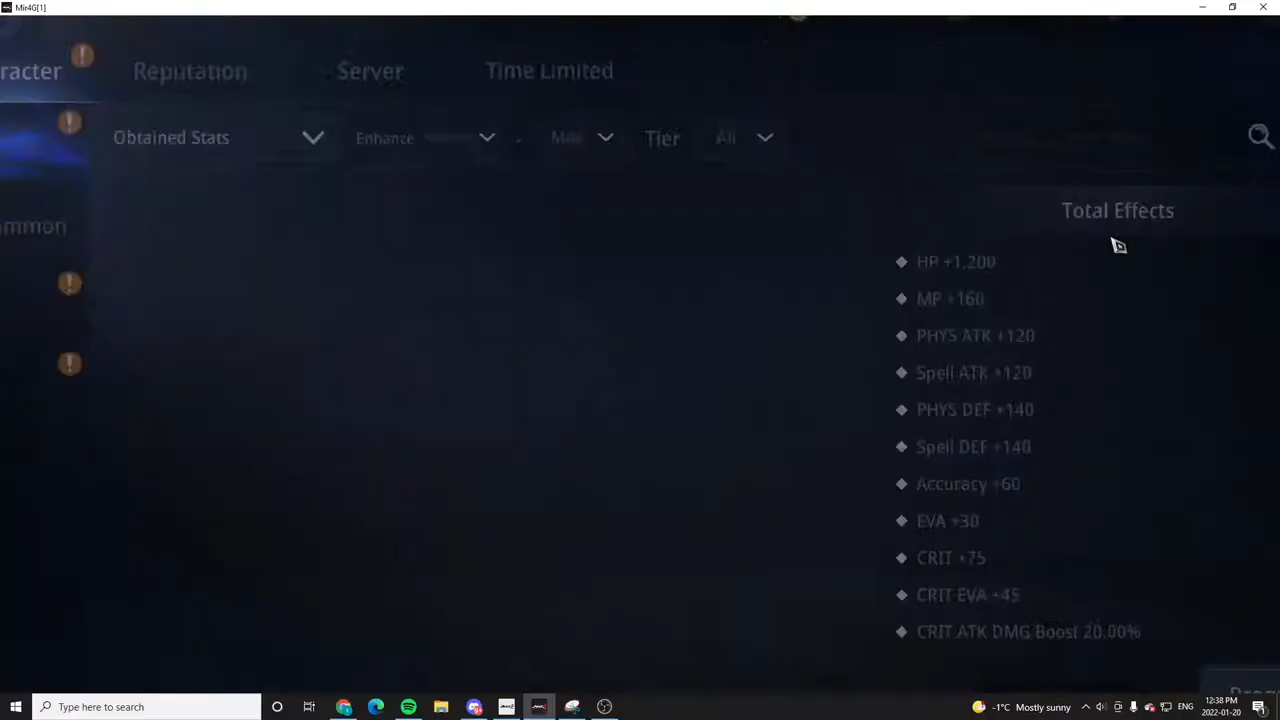 Mir4G[1]
racter Reputation Server Time Limited
Obtained Stats Enhance - Max Tier All
Total Effects
ommon
HP +1,200
MP +160
PHYS ATK +120
Spell ATK +120
PHYS DEF +140
Spell DEF +140
Accuracy +60
EVA +30
CRIT +75
CRIT EVA +45
CRIT ATK DMG Boost 20.00%
Type here to search
-1°C Mostly sunny
ENG
12:38 PM
2022-01-20
1